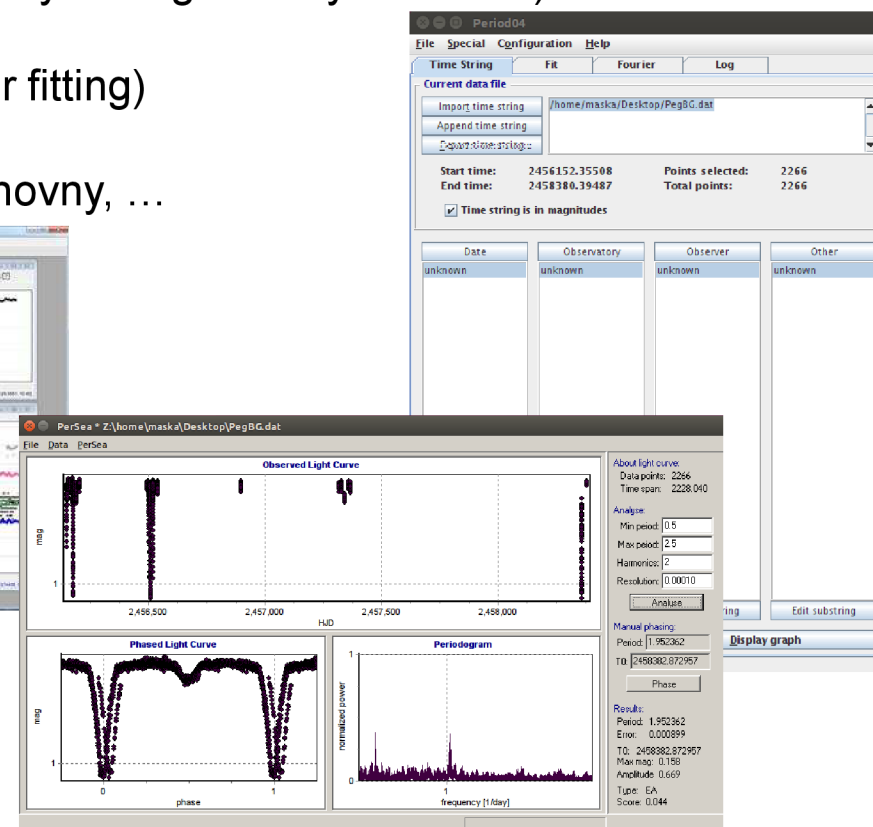 r fitting)
novny, …
Period04
File Special Configuration Help
Time String Fit Fourier Log
Current data file
Import time string
/home/maska/Desktop/PegBG.dat
Append time string
Export time string
Start time: 2456152.35508 Points selected: 2266
End time: 2458380.39487 Total points: 2266
Time string is in magnitudes
Date Observatory Observer Other
unknown unknown unknown unknown
Edit substring
Display graph
PerSea * Z:\home\maska\Desktop\PegBG.dat
File Data PerSea
Observed Light Curve
mag
1
2,456,500 2,457,000 2,457,500 2,458,000
HJD
Phased Light Curve
mag
1
0 1
phase
Periodogram
normalized power
1
0
1
frequency [1/day]
About light curve:
Data points: 2266
Time span: 2228.040
Analyse:
Min peiod: 0.5
Max peiod: 2.5
Harmonics: 2
Resolution: 0.00010
Analyse
Manual phasing:
Period: 1.952362
T0: 2458382.872957
Phase
Results:
Period: 1.952362
Error: 0.000899
T0: 2458382.872957
Max mag: 0.158
Amplitude 0.669
Type: EA
Score: 0.044